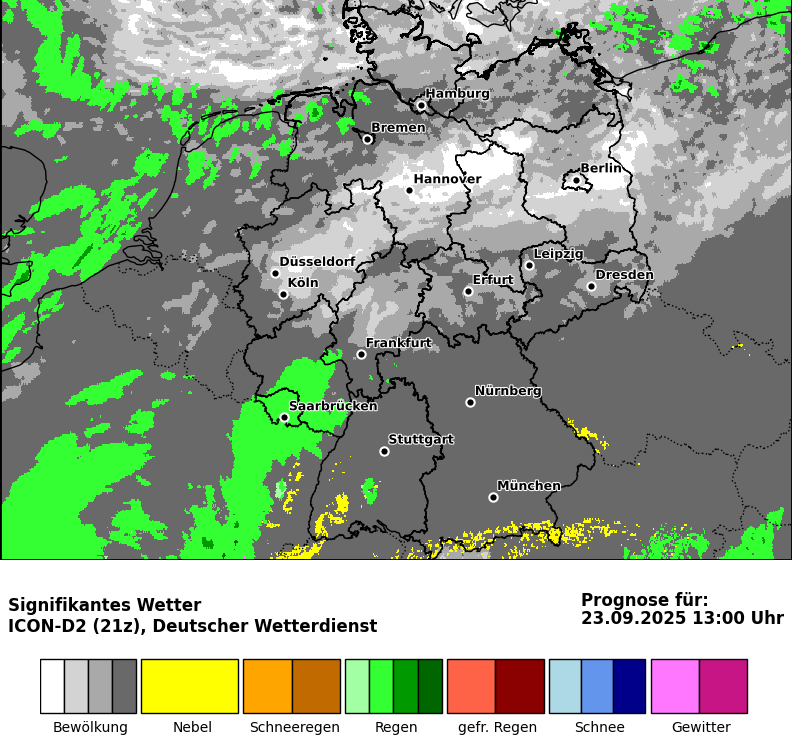 Hamburg
Bremen
Berlin
Hannover
Leipzig
Düsseldorf
Dresden
Köln
Erfurt
Frankfurt
Nürnberg
Saarbrücken
Stuttgart
München
Signifikantes Wetter
ICON-D2 (21z), Deutscher Wetterdienst
Prognose für:
23.09.2025 13:00 Uhr
Bewölkung Nebel Schneeregen Regen gefr. Regen Schnee Gewitter